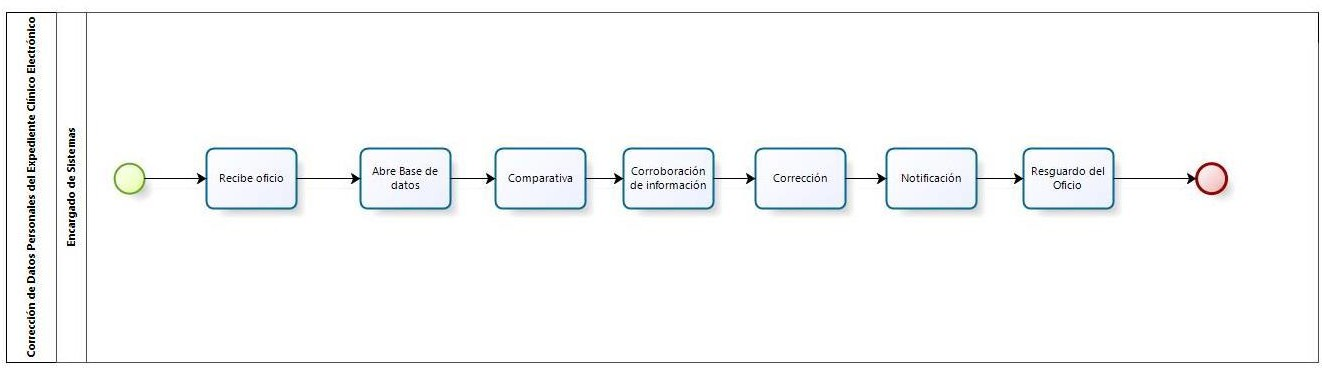 Corrección de Datos Personales del Expediente Clínico Electrónico
Encargado de Sistemas
Recibe oficio
Abre Base de
datos
Comparativa
Corroboración
de información
Corrección
Notificación
Resguardo del
Oficio